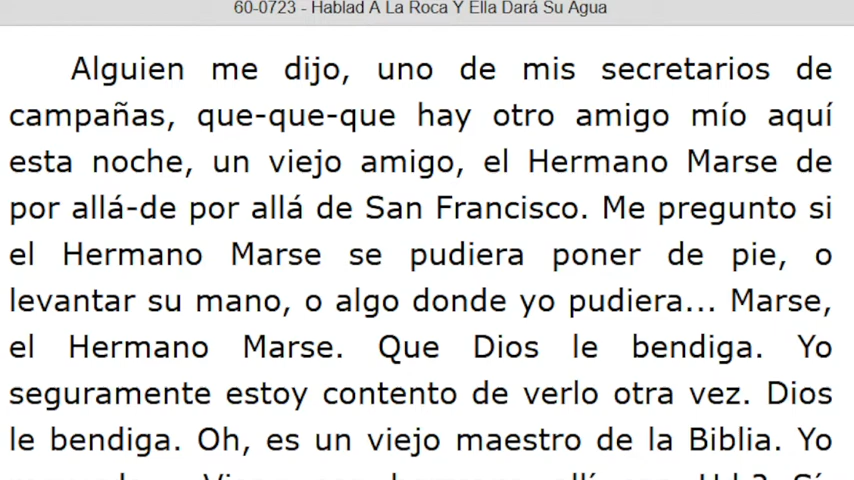 60-0723 - Hablad A La Roca Y Ella Dará Su Agua
Alguien me dijo, uno de mis secretarios de
campañas, que-que-que hay otro amigo mío aquí
esta noche, un viejo amigo, el Hermano Marse de
por allá-de por allá de San Francisco. Me pregunto si
el Hermano Marse se pudiera poner de pie, o
levantar su mano, o algo donde yo pudiera... Marse,
el Hermano Marse. Que Dios le bendiga. Yo
seguramente estoy contento de verlo otra vez. Dios
le bendiga. Oh, es un viejo maestro de la Biblia. Yo